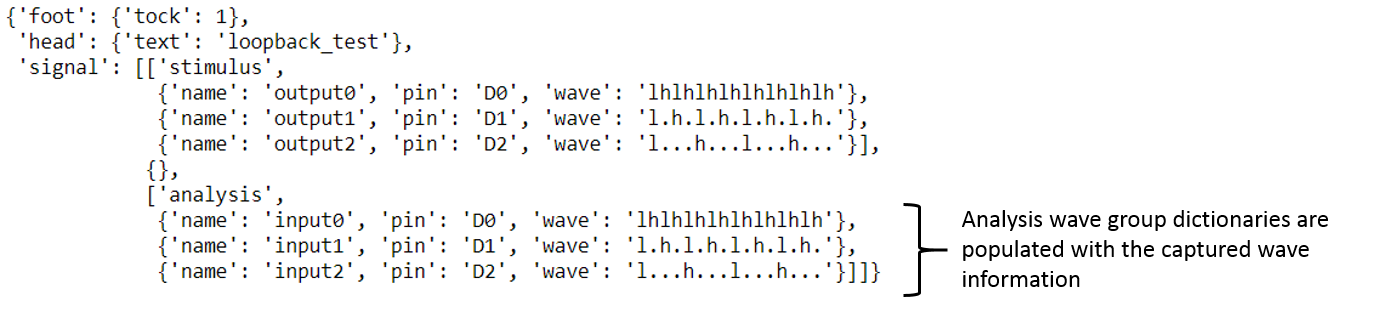 {'foot': {'tock': 1},
 'head': {'text': 'loopback_test'},
 'signal': [['stimulus',
             {'name': 'output0', 'pin': 'D0', 'wave': 'lhlhlhlhlhlhlhlh'},
             {'name': 'output1', 'pin': 'D1', 'wave': 'l.h.l.h.l.h.l.h.'},
             {'name': 'output2', 'pin': 'D2', 'wave': 'l...h...l...h...'}],
            {},
            ['analysis',
             {'name': 'input0', 'pin': 'D0', 'wave': 'lhlhlhlhlhlhlhlh'},
             {'name': 'input1', 'pin': 'D1', 'wave': 'l.h.l.h.l.h.l.h.'},
             {'name': 'input2', 'pin': 'D2', 'wave': 'l...h...l...h...'}]]}
Analysis wave group dictionaries are
populated with the captured wave
information